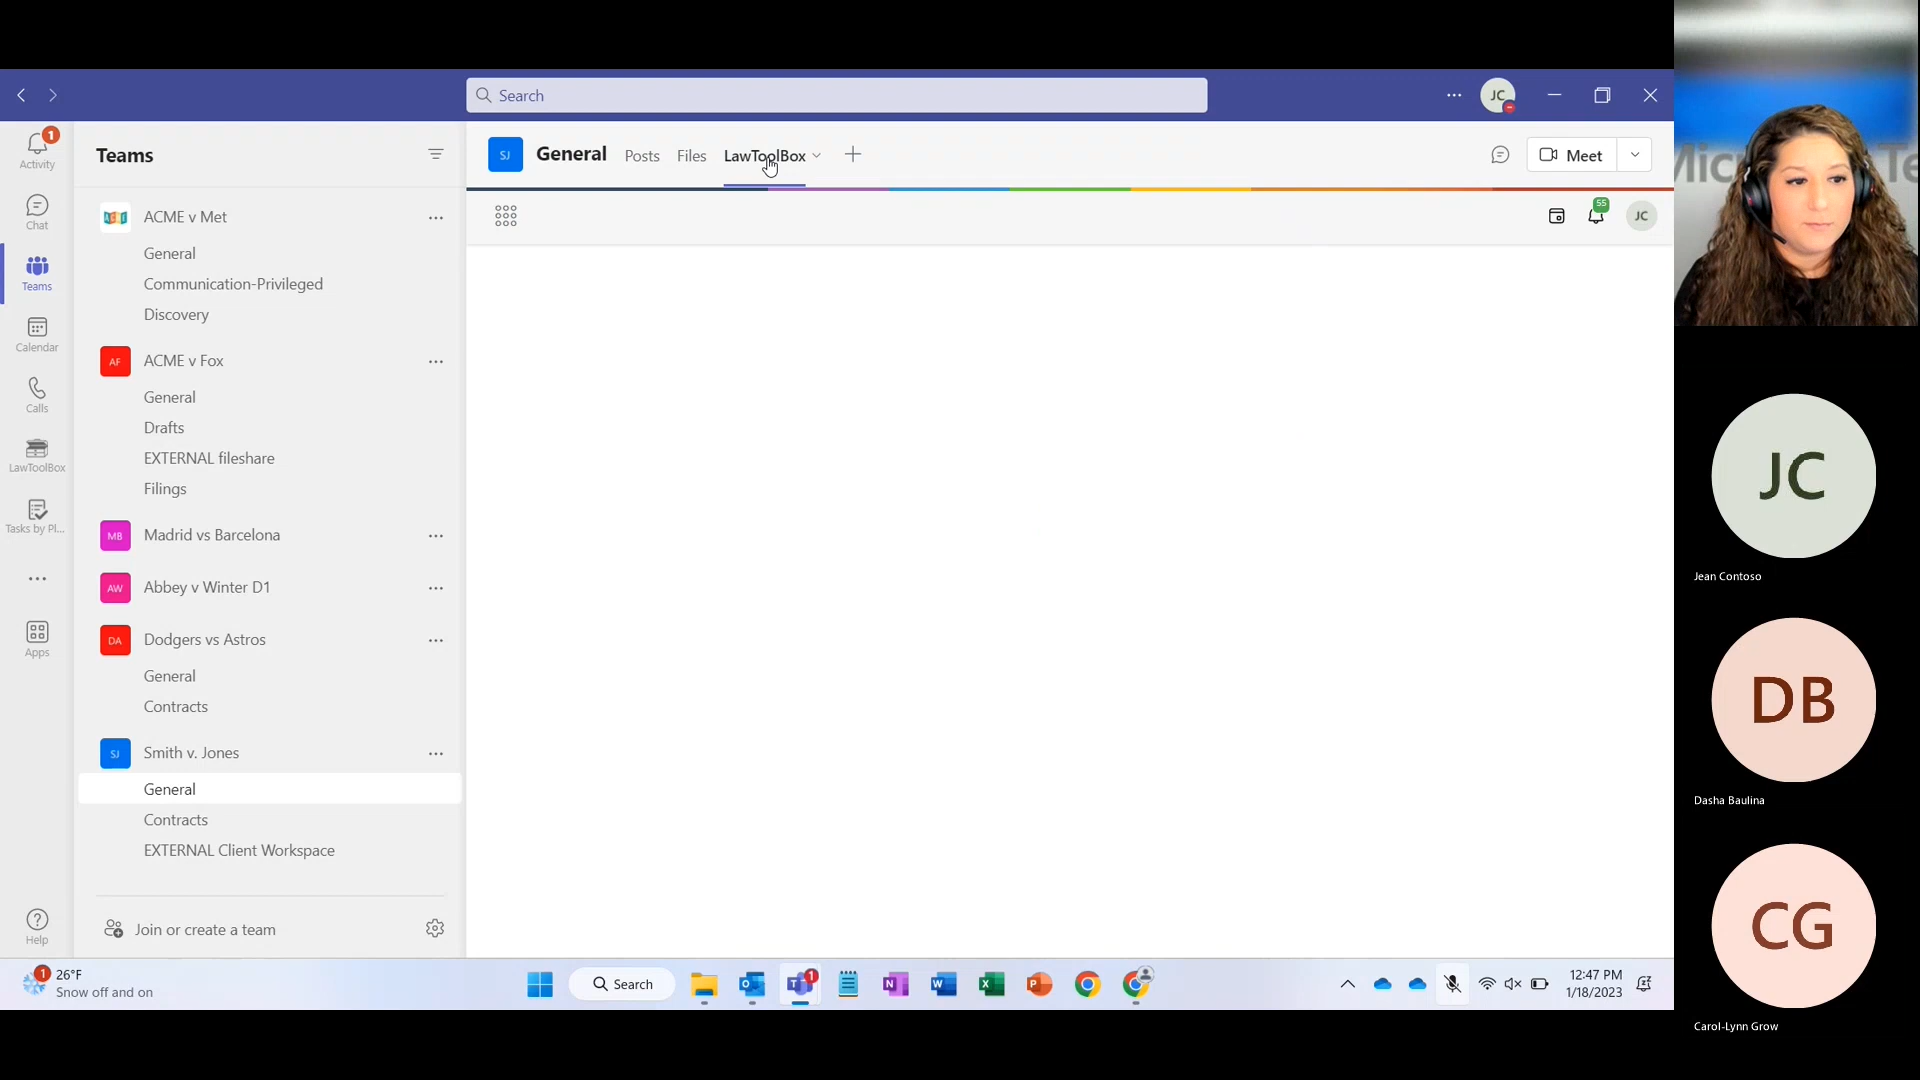 Search
JC
1
Activity
Chat
Teams
Calendar
Calls
LawToolBox
Tasks by Pl...
Apps
Help
Teams
ACME v Met
General
Communication-Privileged
Discovery
AF
ACME v Fox
General
Drafts
EXTERNAL fileshare
Filings
MB
Madrid vs Barcelona
AW
Abbey v Winter D1
DA
Dodgers vs Astros
General
Contracts
SJ
Smith v. Jones
General
Contracts
EXTERNAL Client Workspace
Join or create a team
SJ
General
Posts
Files
LawToolBox
Meet
55
JC
1
26°F
Snow off and on
Search
1
12:47 PM
1/18/2023
JC
Jean Contoso
DB
Dasha Baulina
CG
Carol-Lynn Grow